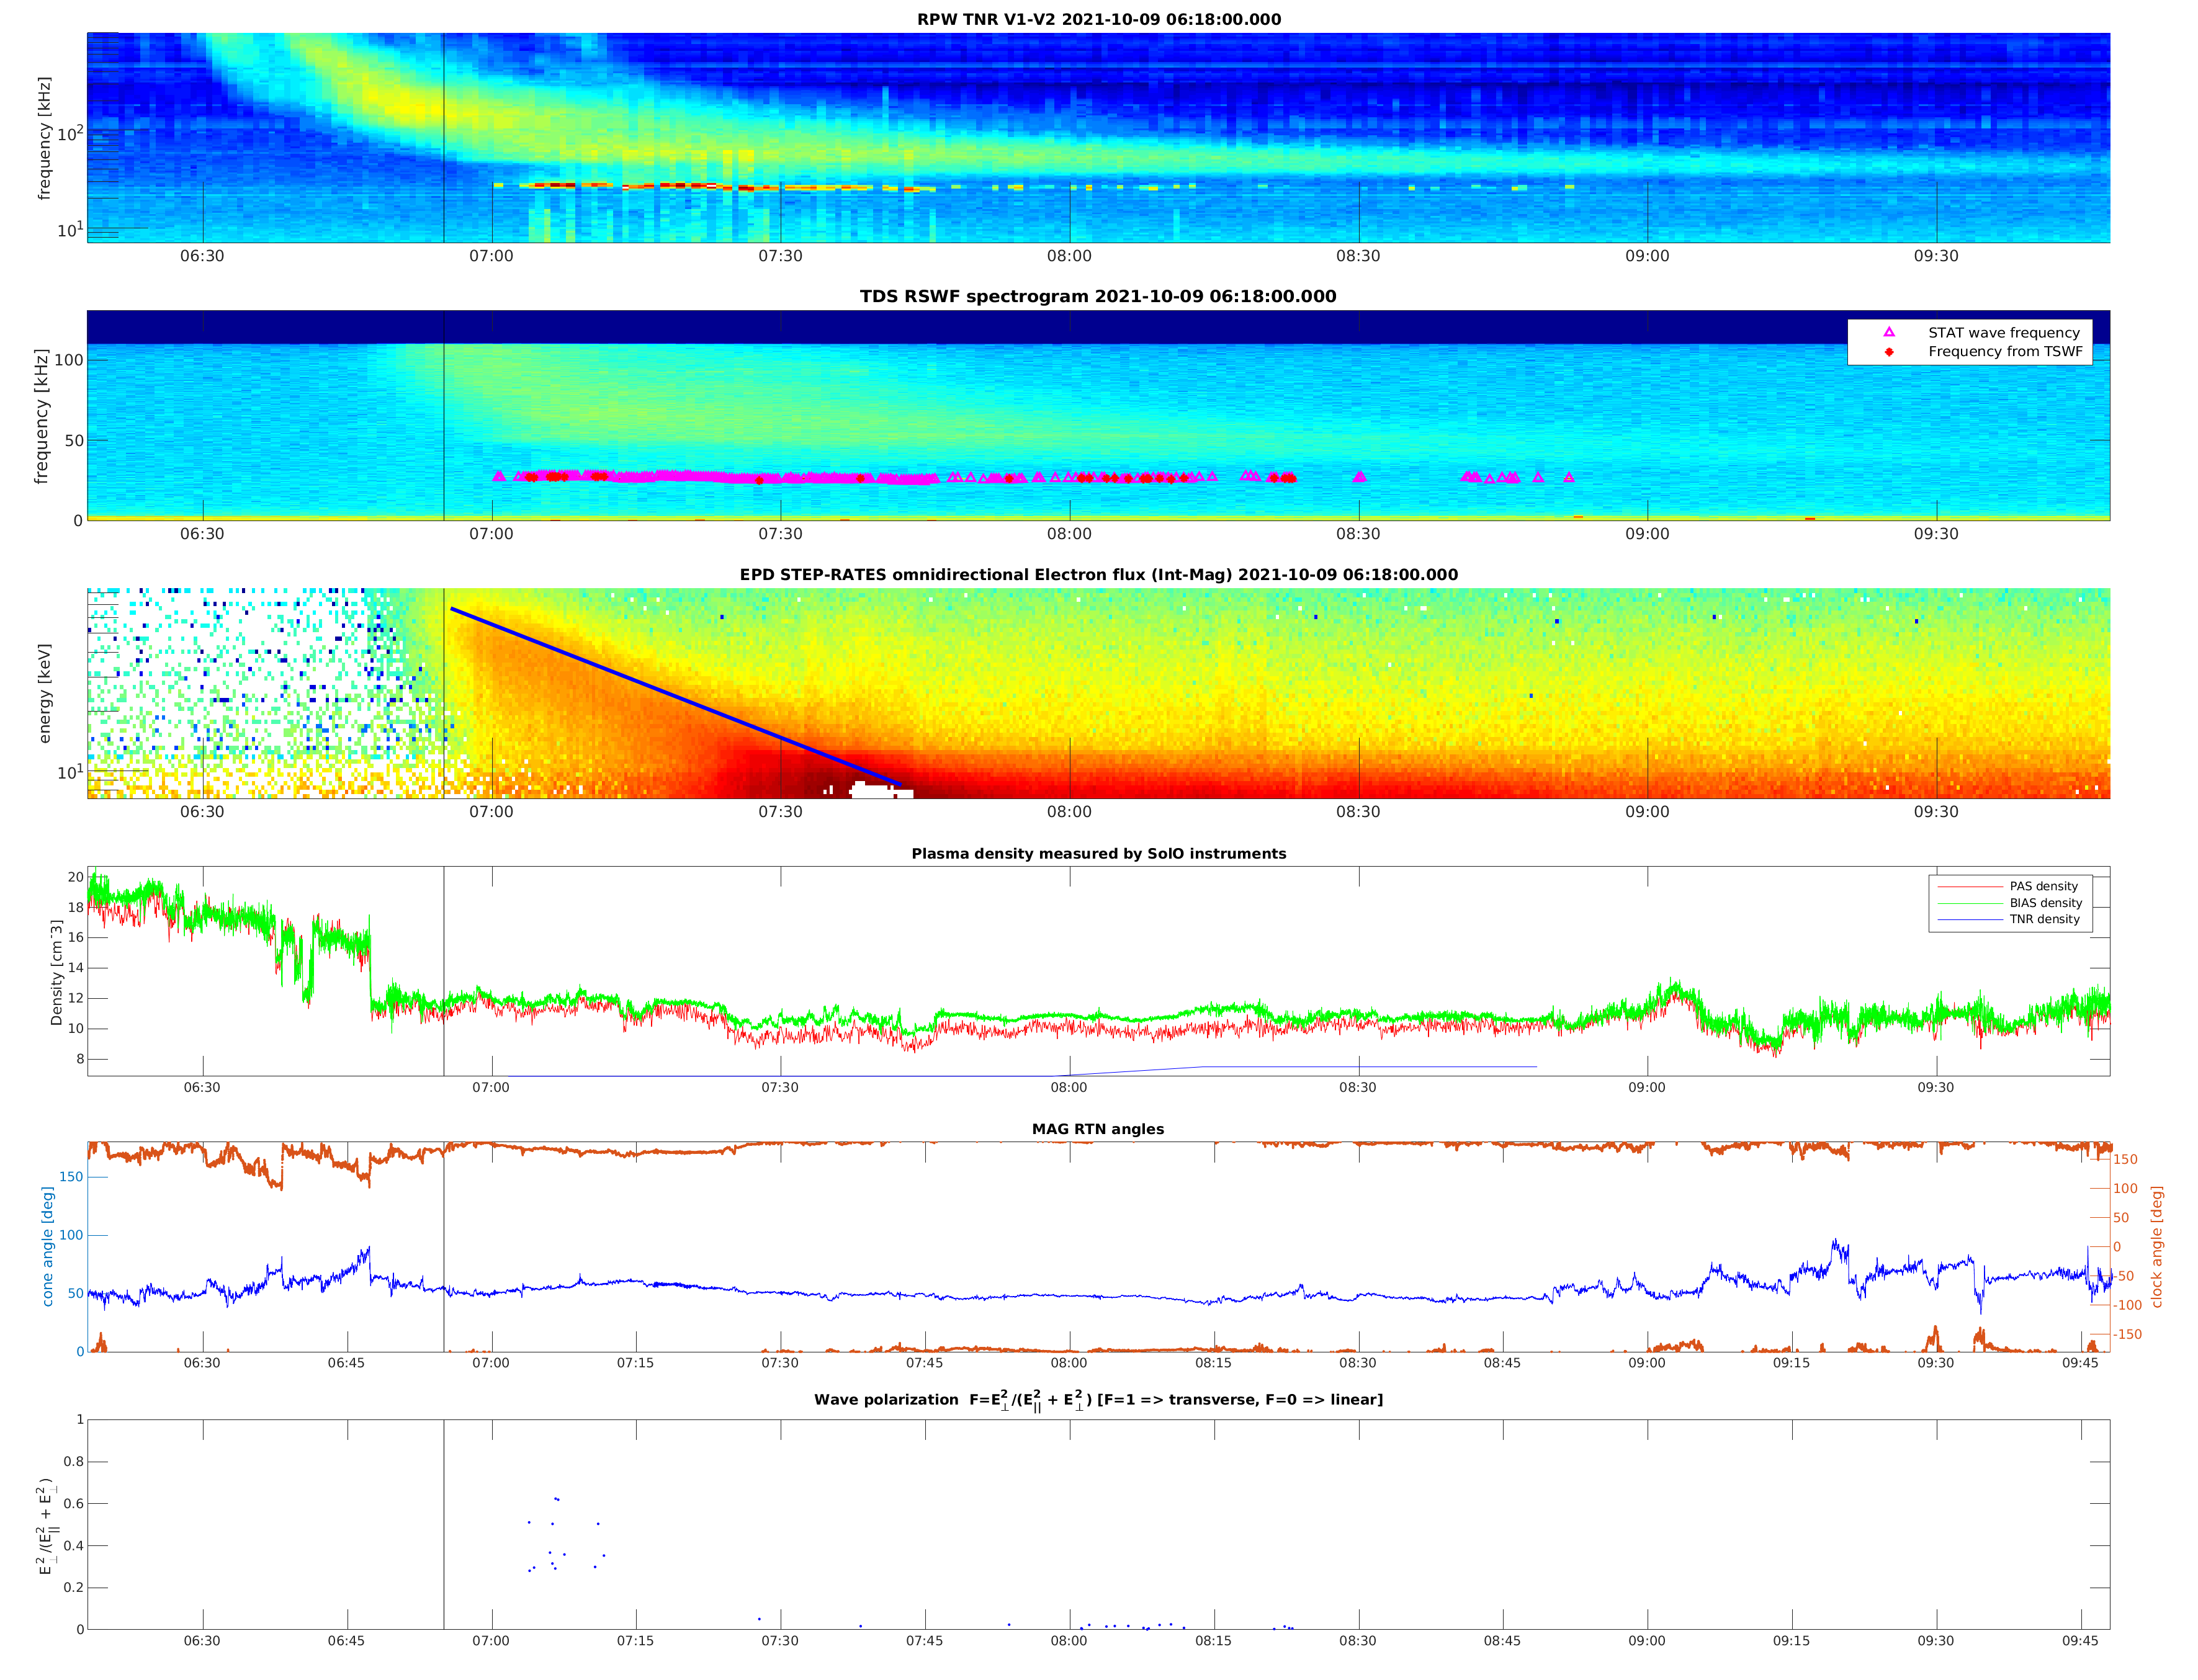 RPW TNR V1-V2 2021-10-09 06:18:00.000
frequency [kHz]
10^2
10^1
06:30 07:00 07:30 08:00 08:30 09:00 09:30
TDS RSWF spectrogram 2021-10-09 06:18:00.000
frequency [kHz]
100
50
0
STAT wave frequency
Frequency from TSWF
06:30 07:00 07:30 08:00 08:30 09:00 09:30
EPD STEP-RATES omnidirectional Electron flux (Int-Mag) 2021-10-09 06:18:00.000
energy [keV]
10^1
06:30 07:00 07:30 08:00 08:30 09:00 09:30
Plasma density measured by SolO instruments
Density [cm^-3]
20
18
16
14
12
10
8
PAS density
BIAS density
TNR density
06:30 07:00 07:30 08:00 08:30 09:00 09:30
MAG RTN angles
cone angle [deg]
150
100
50
0
150
100
50
0
-50
-100
-150
clock angle [deg]
06:30 06:45 07:00 07:15 07:30 07:45 08:00 08:15 08:30 08:45 09:00 09:15 09:30 09:45
Wave polarization F=E⊥^2/(E||^2 + E⊥^2) [F=1 => transverse, F=0 => linear]
E⊥^2/(E||^2 + E⊥^2)
1
0.8
0.6
0.4
0.2
0
06:30 06:45 07:00 07:15 07:30 07:45 08:00 08:15 08:30 08:45 09:00 09:15 09:30 09:45